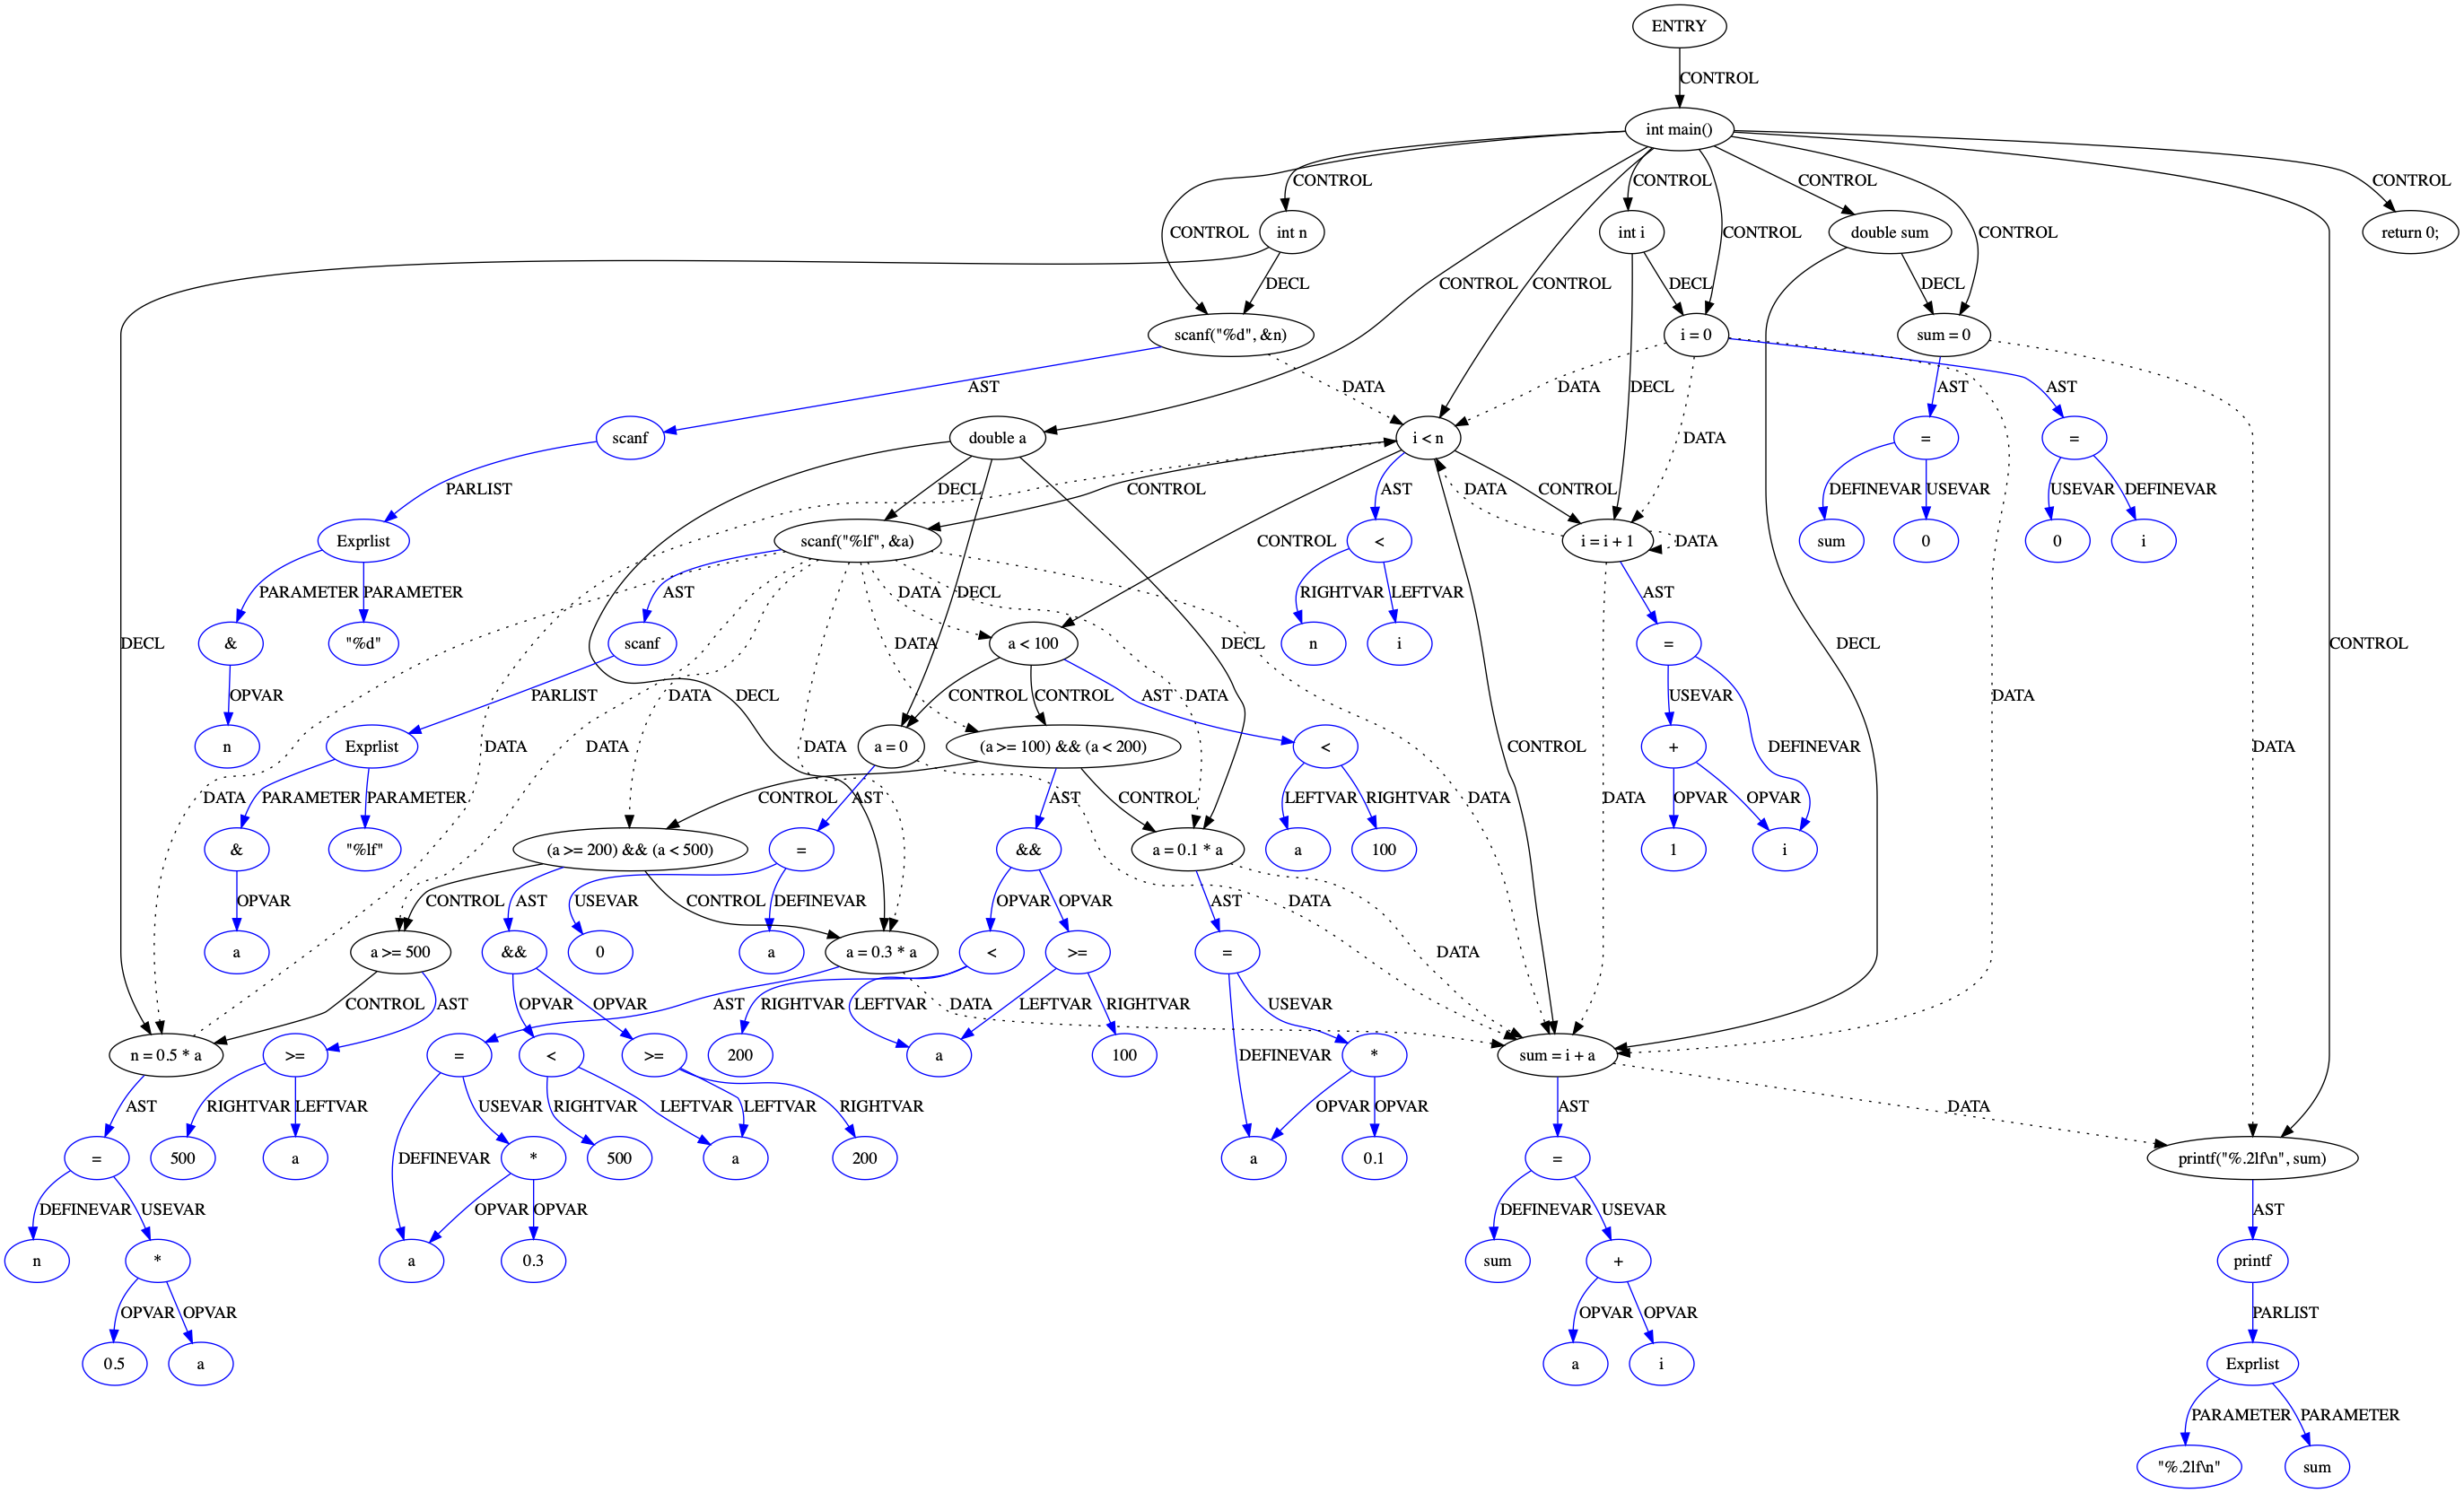 ENTRY
CONTROL
int main()
CONTROL
CONTROL
CONTROL
CONTROL
CONTROL
int n
int i
double sum
return 0;
CONTROL
CONTROL
CONTROL
DECL
CONTROL
CONTROL
DECL
DECL
scanf("%d", &n)
i = 0
sum = 0
AST
DATA
DATA
DECL
AST
AST
scanf
double a
i < n
=
=
DATA
PARLIST
DECL
CONTROL
AST
DATA
CONTROL
DEFINEVAR
USEVAR
USEVAR
DEFINEVAR
Exprlist
scanf("%lf", &a)
<
i = i + 1
DATA
sum
0
0
i
CONTROL
PARAMETER
PARAMETER
AST
DATA
DECL
RIGHTVAR
LEFTVAR
AST
DECL
&
"%d"
scanf
DATA
a < 100
DECL
n
i
=
DECL
CONTROL
OPVAR
PARLIST
DATA
DECL
CONTROL
CONTROL
AST
DATA
USEVAR
DATA
n
Exprlist
DATA
DATA
DATA
a = 0
(a >= 100) && (a < 200)
<
CONTROL
+
DEFINEVAR
DATA
DATA
PARAMETER
PARAMETER
CONTROL
AST
AST
CONTROL
LEFTVAR
RIGHTVAR
DATA
DATA
OPVAR
OPVAR
&
"%lf"
(a >= 200) && (a < 500)
=
&&
a = 0.1 * a
a
100
1
i
OPVAR
CONTROL
AST
USEVAR
CONTROL
DEFINEVAR
OPVAR
OPVAR
AST
DATA
a
a >= 500
&&
0
a
a = 0.3 * a
<
>=
=
DATA
CONTROL
AST
OPVAR
OPVAR
AST
RIGHTVAR
LEFTVAR
DATA
LEFTVAR
RIGHTVAR
USEVAR
n = 0.5 * a
>=
=
<
>=
200
a
100
DEFINEVAR
*
sum = i + a
AST
RIGHTVAR
LEFTVAR
USEVAR
RIGHTVAR
LEFTVAR
LEFTVAR
RIGHTVAR
OPVAR
OPVAR
AST
DATA
=
500
a
DEFINEVAR
*
500
a
200
a
0.1
=
printf("%.2lf\n", sum)
DEFINEVAR
USEVAR
OPVAR
OPVAR
DEFINEVAR
USEVAR
AST
n
*
a
0.3
sum
+
printf
OPVAR
OPVAR
OPVAR
OPVAR
PARLIST
0.5
a
a
i
Exprlist
PARAMETER
PARAMETER
"%.2lf\n"
sum